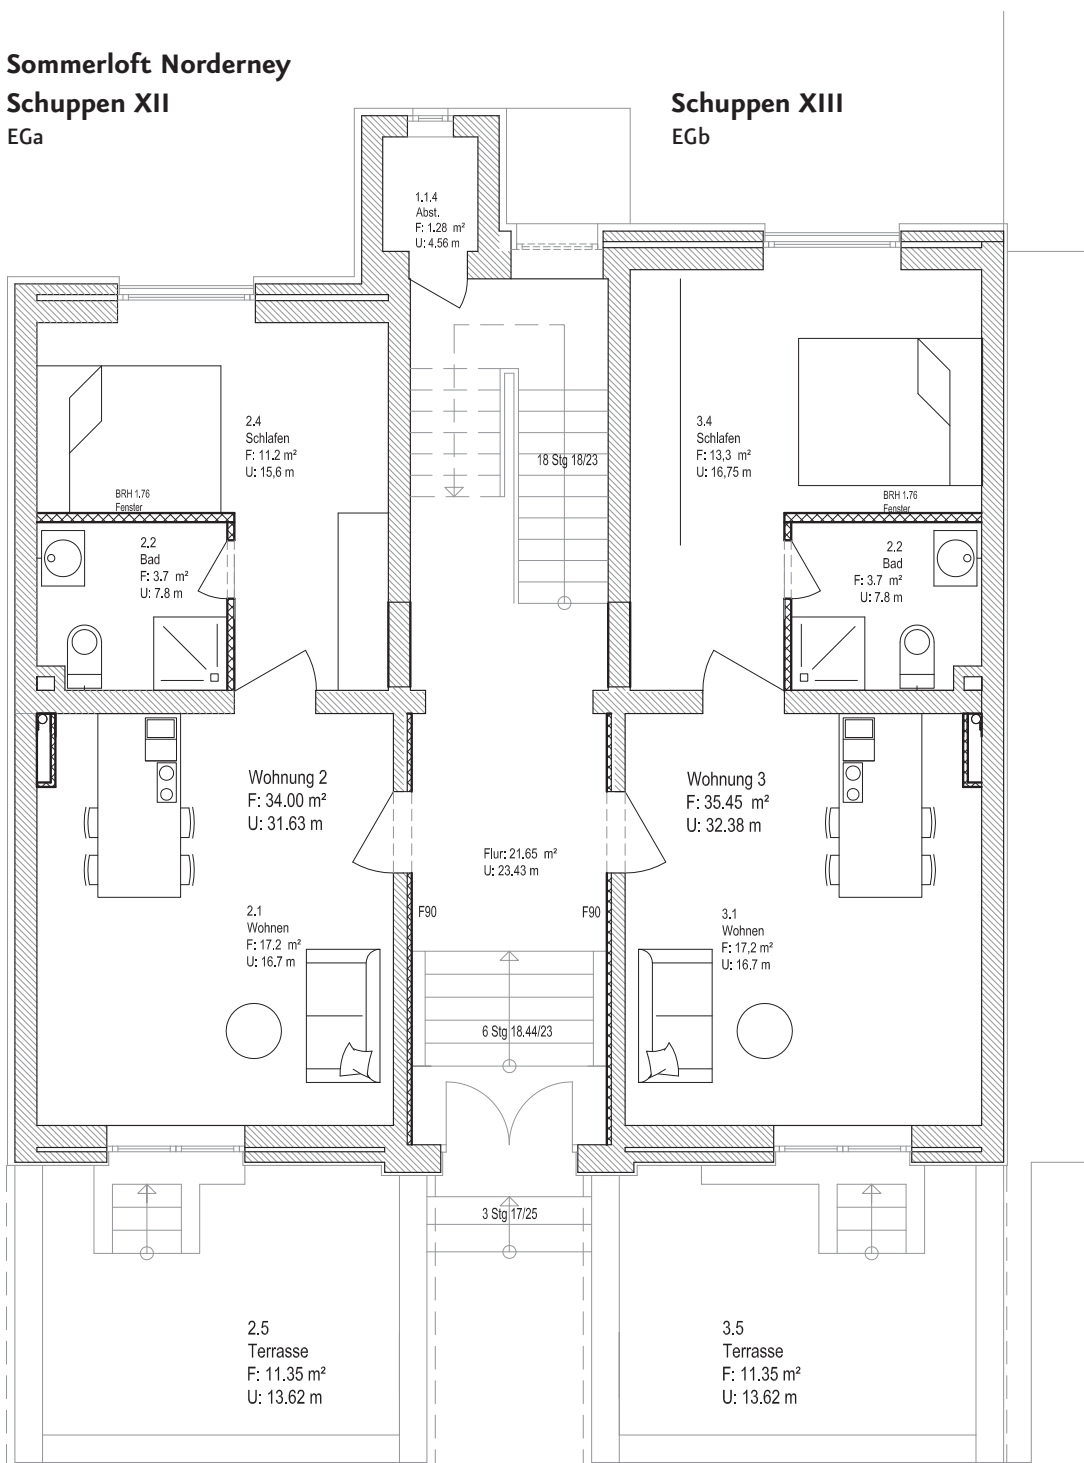 Sommerloft Norderney
Schuppen XII
EGa
Schuppen XIII
EGb
1.1.4
Abst.
F: 1.28 m²
U: 4.56 m
2.4
Schlafen
F: 11.2 m²
U: 15,6 m
18 Stg 18/23
3.4
Schlafen
F: 13,3 m²
U: 16,75 m
BRH 1.76
Fenster
BRH 1.76
Fenster
2.2
Bad
F: 3.7 m²
U: 7.8 m
2.2
Bad
F: 3.7 m²
U: 7.8 m
Wohnung 2
F: 34.00 m²
U: 31.63 m
Wohnung 3
F: 35.45 m²
U: 32.38 m
Flur: 21.65 m²
U: 23.43 m
F90
F90
2.1
Wohnen
F: 17.2 m²
U: 16.7 m
3.1
Wohnen
F: 17,2 m²
U: 16.7 m
6 Stg 18.44/23
3 Stg 17/25
2.5
Terrasse
F: 11.35 m²
U: 13.62 m
3.5
Terrasse
F: 11.35 m²
U: 13.62 m